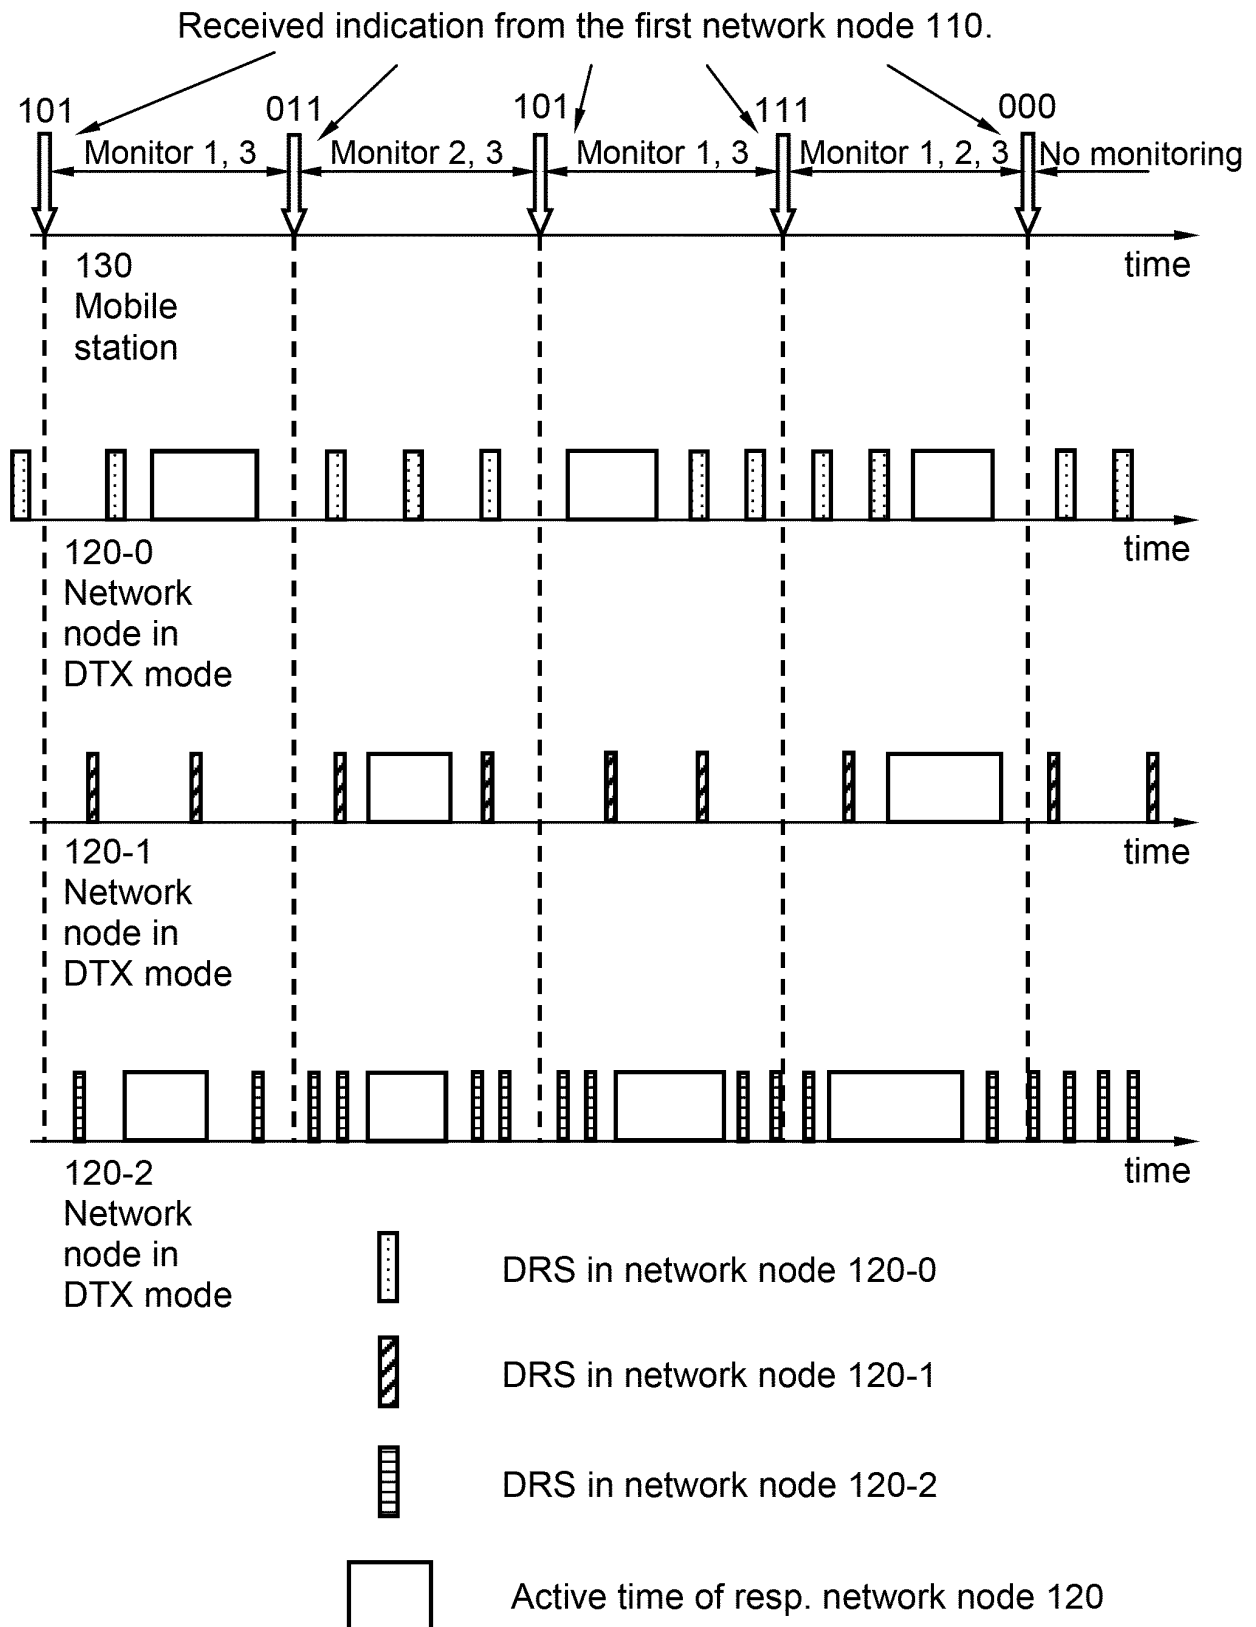 Received indication from the first network node 110.
101 011 101 111 000
Monitor 1, 3 Monitor 2, 3 Monitor 1, 3 Monitor 1, 2, 3 No monitoring
time
130
Mobile
station
time
120-0
Network
node in
DTX mode
time
120-1
Network
node in
DTX mode
time
120-2
Network
node in
DTX mode
DRS in network node 120-0
DRS in network node 120-1
DRS in network node 120-2
Active time of resp. network node 120